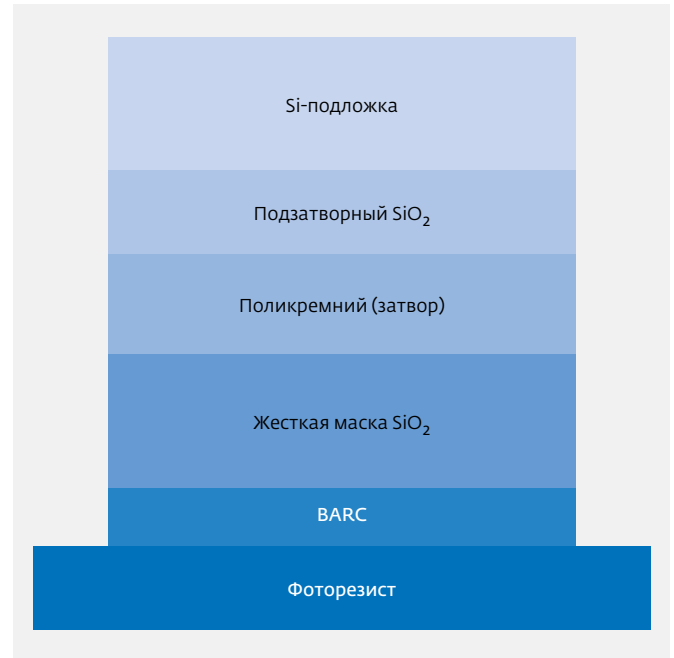 Si-подложка
Подзатворный SiO₂
Поликремний (затвор)
Жесткая маска SiO₂
BARC
Фоторезист